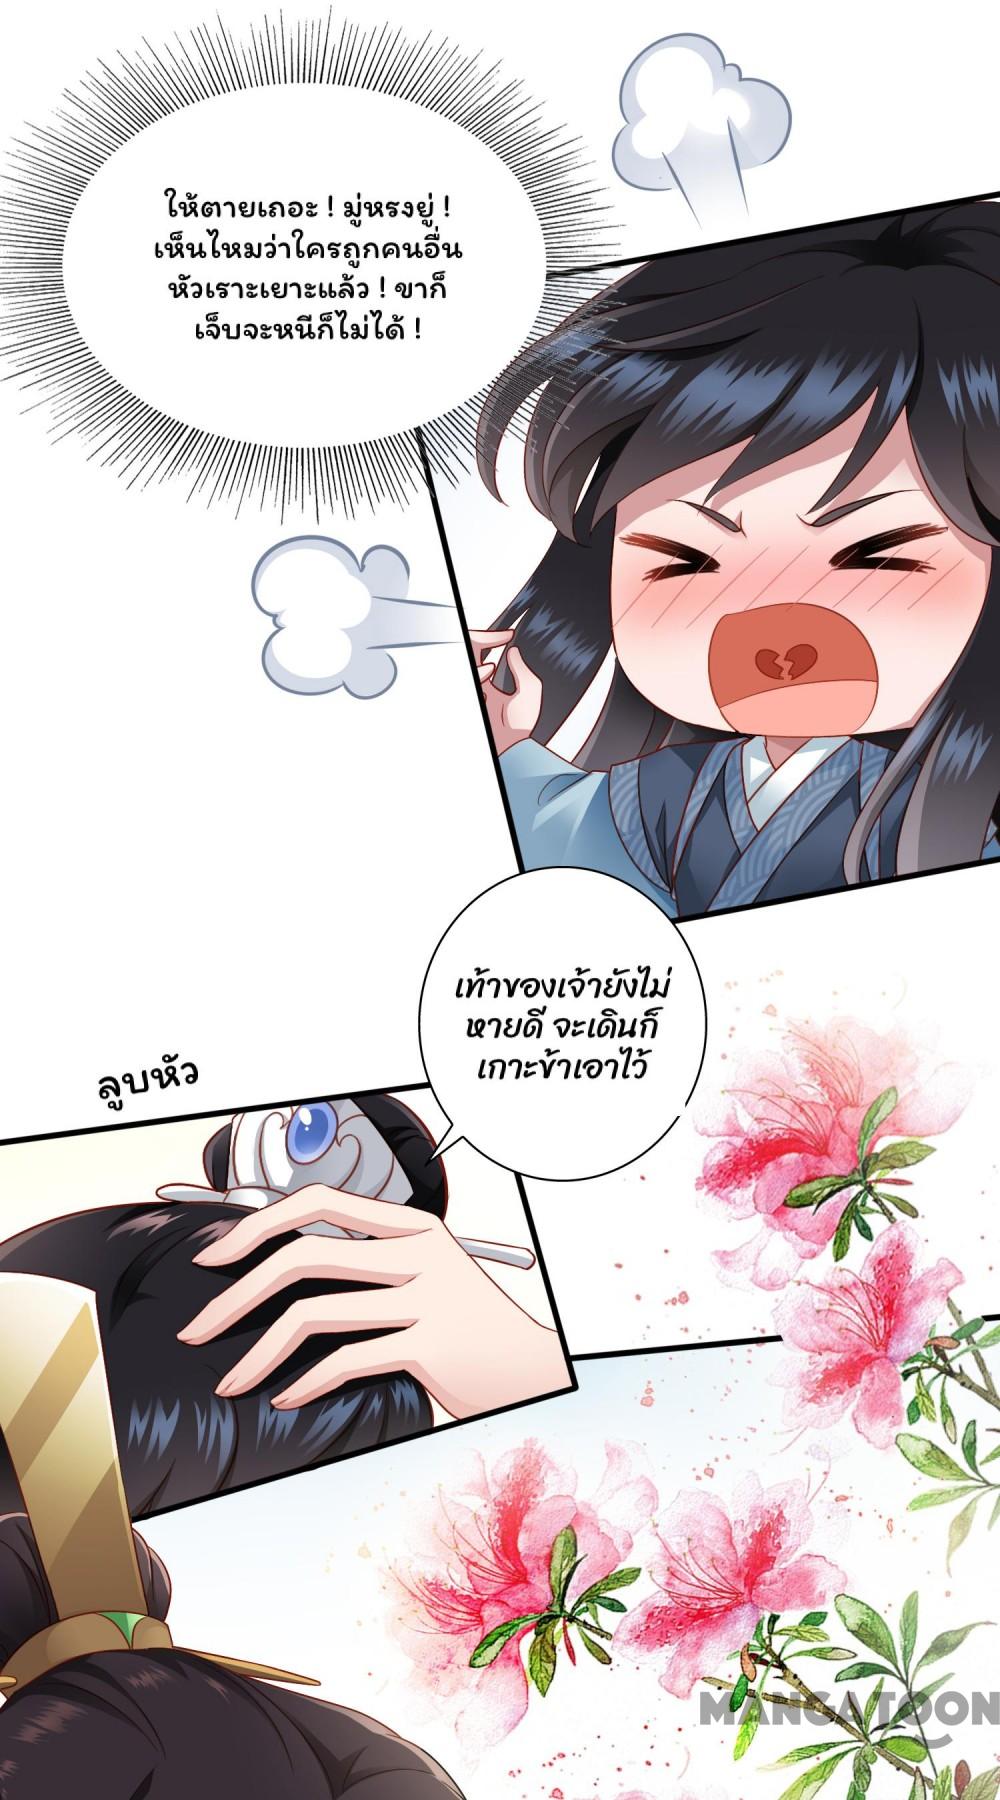 ให้ตายเถอะ ! มู่หรงยู่ !
เห็นไหมว่าใครถูกคนอื่น
หัวเราะเยาะแล้ว ! ขาก็
เจ็บจะหนีก็ไม่ได้ !
เท้าของเจ้ายังไม่
หายดี จะเดินก็
เกาะข้าเอาไว้
ลูบหัว
MANGATOON